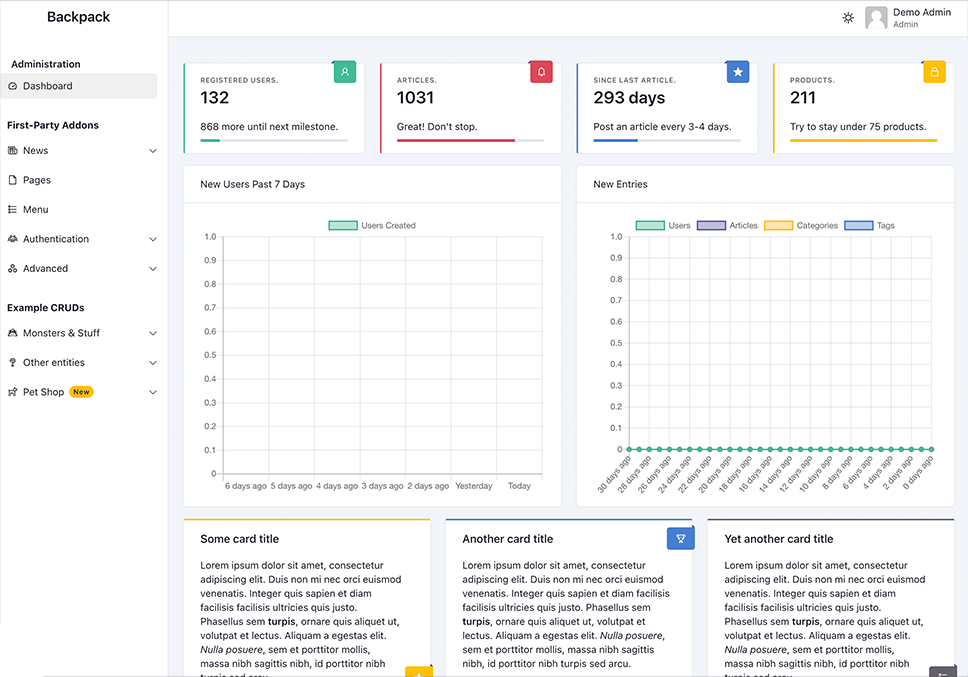 Backpack
Demo Admin
Admin
Administration
Dashboard
First-Party Addons
News
Pages
Menu
Authentication
Advanced
Example CRUDs
Monsters & Stuff
Other entities
Pet Shop New
REGISTERED USERS.
132
868 more until next milestone.
ARTICLES.
1031
Great! Don't stop.
SINCE LAST ARTICLE.
293 days
Post an article every 3-4 days.
PRODUCTS.
211
Try to stay under 75 products.
New Users Past 7 Days
Users Created
1.0
0.9
0.8
0.7
0.6
0.5
0.4
0.3
0.2
0.1
0
6 days ago 5 days ago 4 days ago 3 days ago 2 days ago Yesterday Today
New Entries
Users Articles Categories Tags
1.0
0.9
0.8
0.7
0.6
0.5
0.4
0.3
0.2
0.1
0
30 days ago 28 days ago 26 days ago 24 days ago 22 days ago 20 days ago 18 days ago 16 days ago 14 days ago 12 days ago 10 days ago 8 days ago 6 days ago 4 days ago 2 days ago 0 days ago
Some card title
Lorem ipsum dolor sit amet, consectetur
adipiscing elit. Duis non mi nec orci euismod
venenatis. Integer quis sapien et diam
facilisis facilisis ultricies quis justo.
Phasellus sem turpis, ornare quis aliquet ut,
volutpat et lectus. Aliquam a egestas elit.
Nulla posuere, sem et porttitor mollis,
massa nibh sagittis nibh, id porttitor nibh
turpis sed arcu.
Another card title
Lorem ipsum dolor sit amet, consectetur
adipiscing elit. Duis non mi nec orci euismod
venenatis. Integer quis sapien et diam
facilisis facilisis ultricies quis justo.
Phasellus sem turpis, ornare quis aliquet ut,
volutpat et lectus. Aliquam a egestas elit.
Nulla posuere, sem et porttitor mollis,
massa nibh sagittis nibh, id porttitor nibh turpis sed arcu.
Yet another card title
Lorem ipsum dolor sit amet, consectetur
adipiscing elit. Duis non mi nec orci euismod
venenatis. Integer quis sapien et diam
facilisis facilisis ultricies quis justo.
Phasellus sem turpis, ornare quis aliquet ut,
volutpat et lectus. Aliquam a egestas elit.
Nulla posuere, sem et porttitor mollis,
massa nibh sagittis nibh, id porttitor nibh
turpis sed arcu.